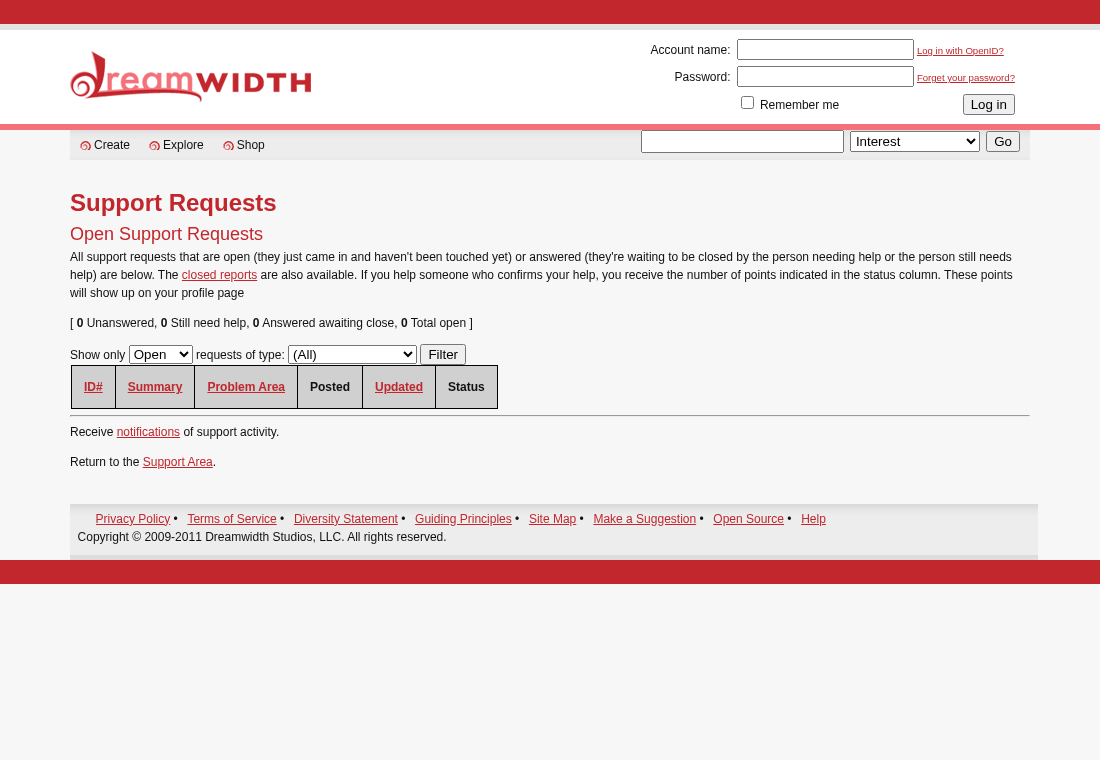 dreamWIDTH
Account name: Log in with OpenID?
Password: Forget your password?
Remember me Log in
Create Explore Shop Interest Go
Support Requests
Open Support Requests
All support requests that are open (they just came in and haven't been touched yet) or answered (they're waiting to be closed by the person needing help or the person still needs
help) are below. The closed reports are also available. If you help someone who confirms your help, you receive the number of points indicated in the status column. These points
will show up on your profile page
[ 0 Unanswered, 0 Still need help, 0 Answered awaiting close, 0 Total open ]
Show only Open requests of type: (All) Filter
ID# Summary Problem Area Posted Updated Status
Receive notifications of support activity.
Return to the Support Area.
Privacy Policy • Terms of Service • Diversity Statement • Guiding Principles • Site Map • Make a Suggestion • Open Source • Help
Copyright © 2009-2011 Dreamwidth Studios, LLC. All rights reserved.